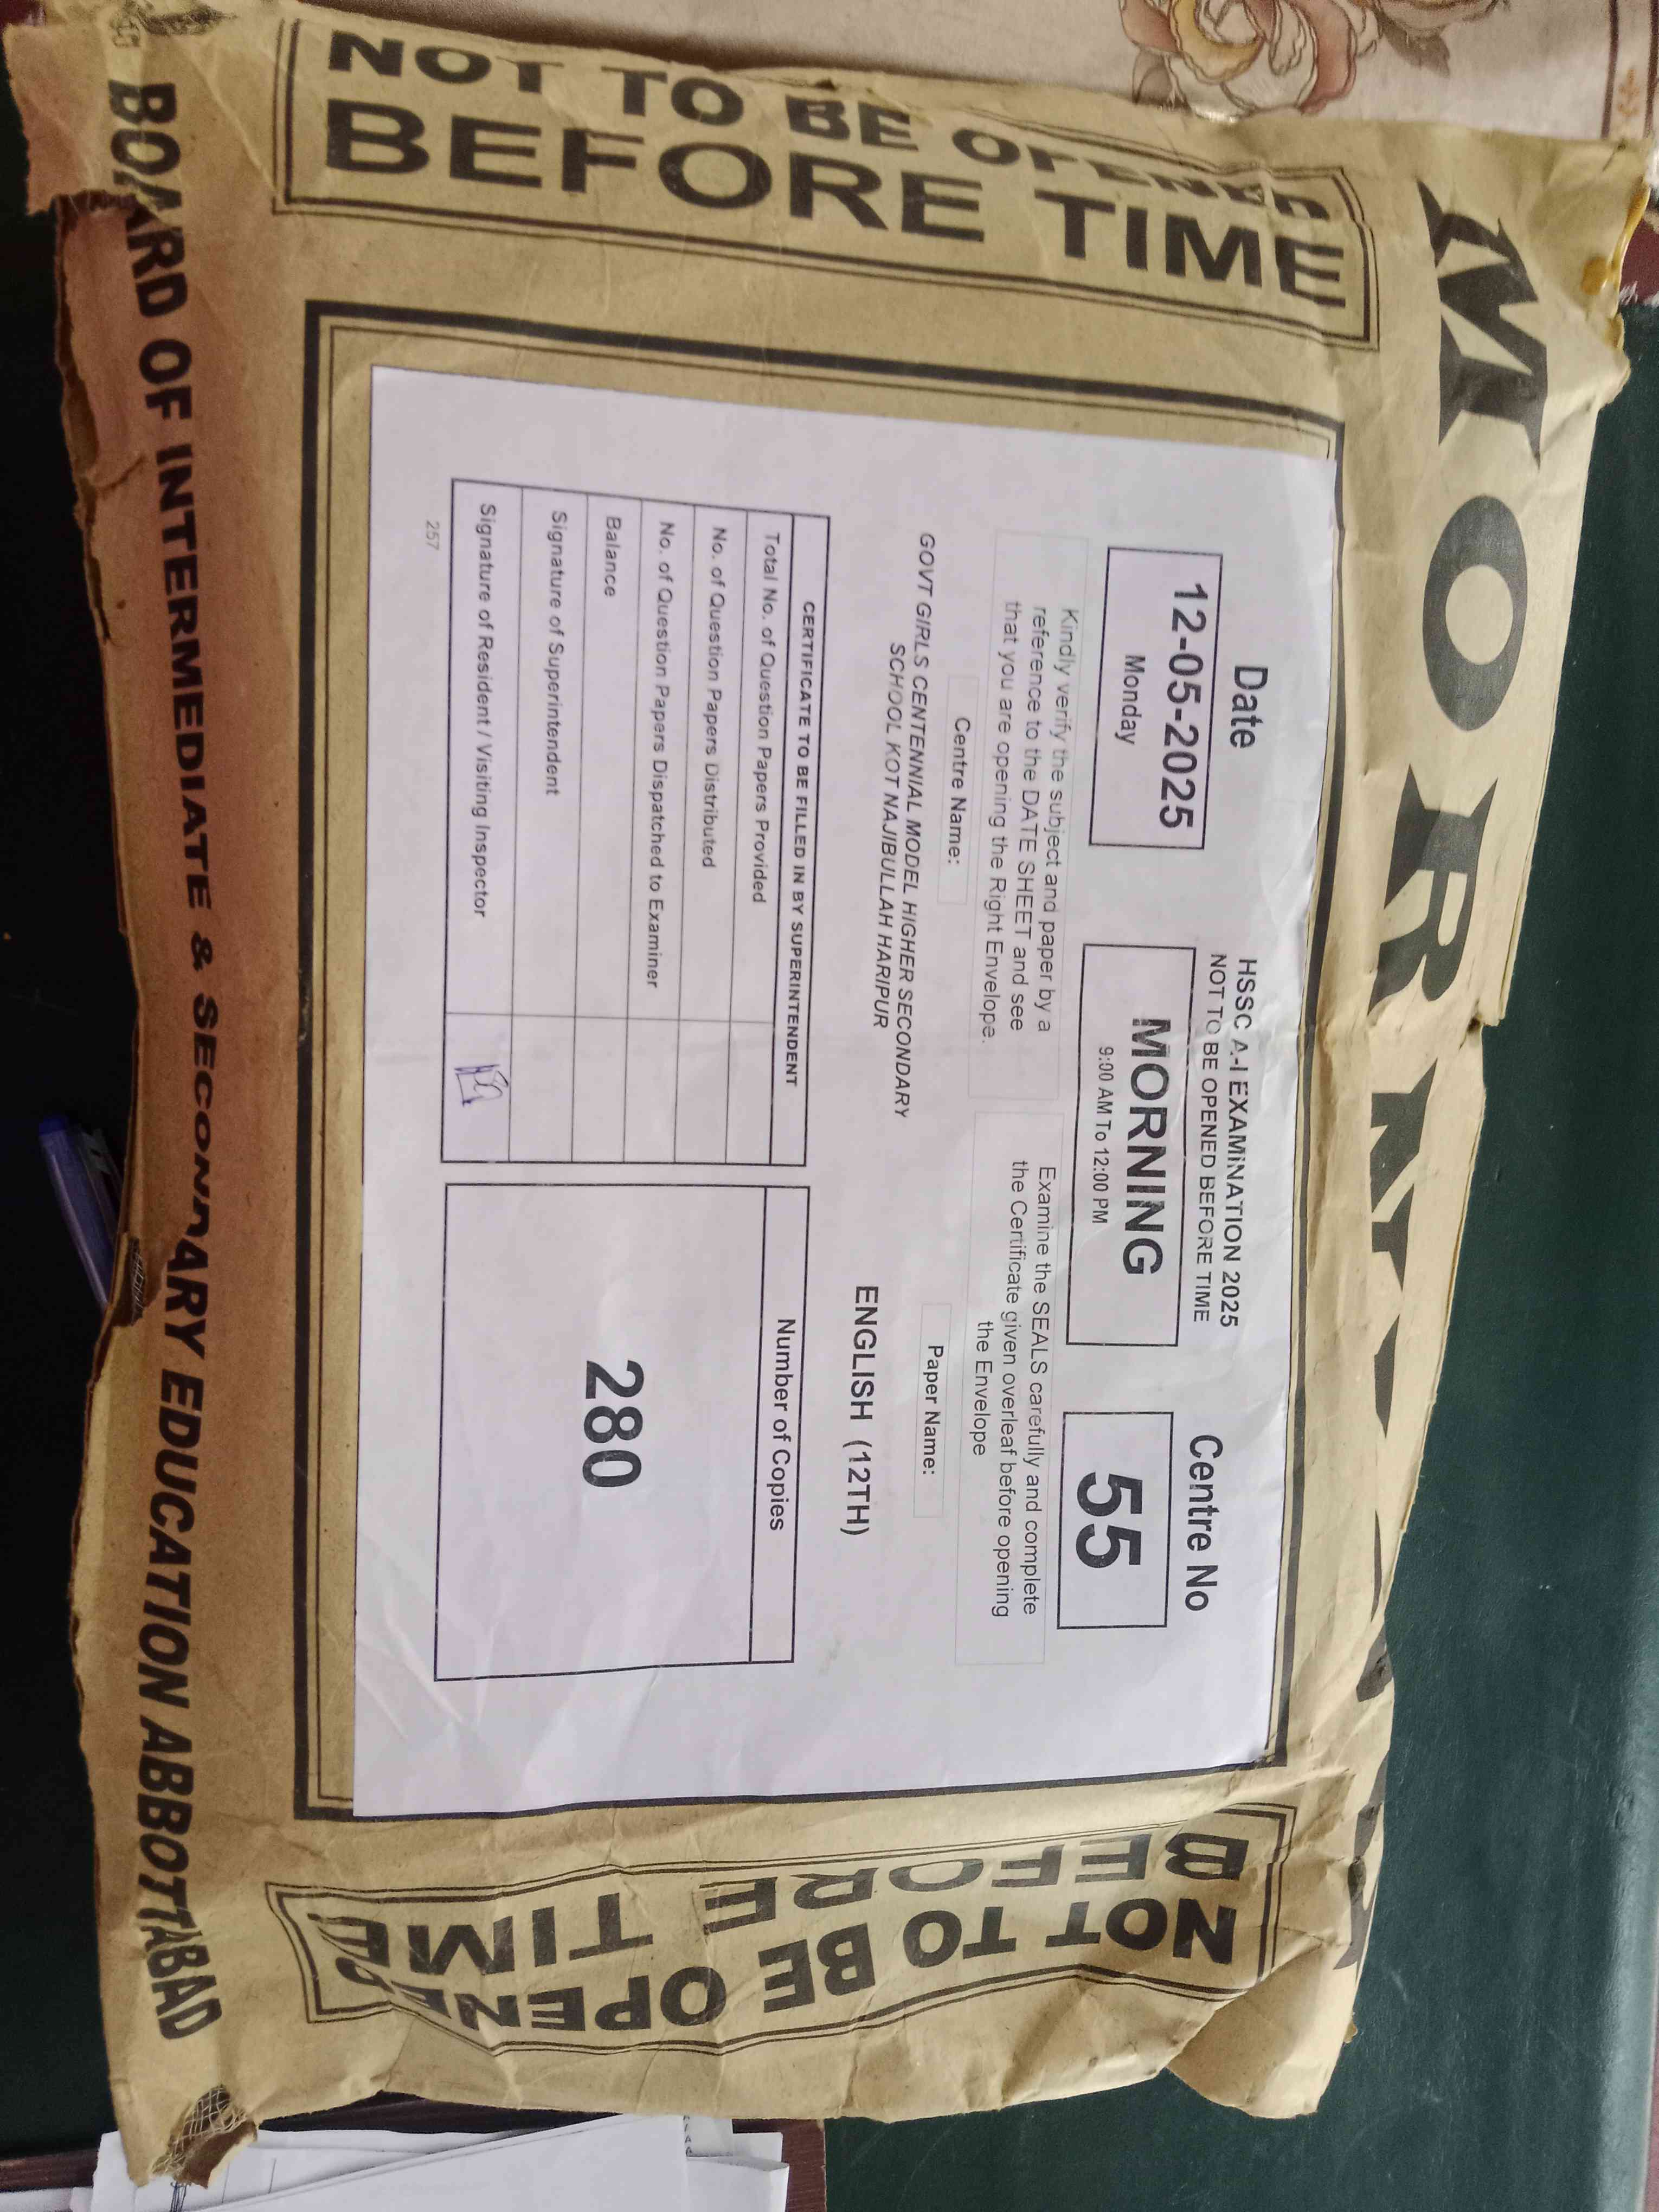 MORNING
NOT TO BE OPENED
BEFORE TIME
Date
12-05-2025
Monday
HSSC A-I EXAMINATION 2025
NOT TO BE OPENED BEFORE TIME
MORNING
9:00 AM To 12:00 PM
Centre No
55
Kindly verify the subject and paper by a
reference to the DATE SHEET and see
that you are opening the Right Envelope.
Examine the SEALS carefully and complete
the Certificate given overleaf before opening
the Envelope
Centre Name:
GOVT GIRLS CENTENNIAL MODEL HIGHER SECONDARY
SCHOOL KOT NAJIBULLAH HARIPUR
Paper Name:
ENGLISH (12TH)
CERTIFICATE TO BE FILLED IN BY SUPERINTENDENT
Total No. of Question Papers Provided
No. of Question Papers Distributed
No. of Question Papers Dispatched to Examiner
Balance
Signature of Superintendent
Signature of Resident / Visiting Inspector
Number of Copies
280
257
NOT TO BE OPENED
BEFORE TIME
BOARD OF INTERMEDIATE & SECONDARY EDUCATION ABBOTTABAD